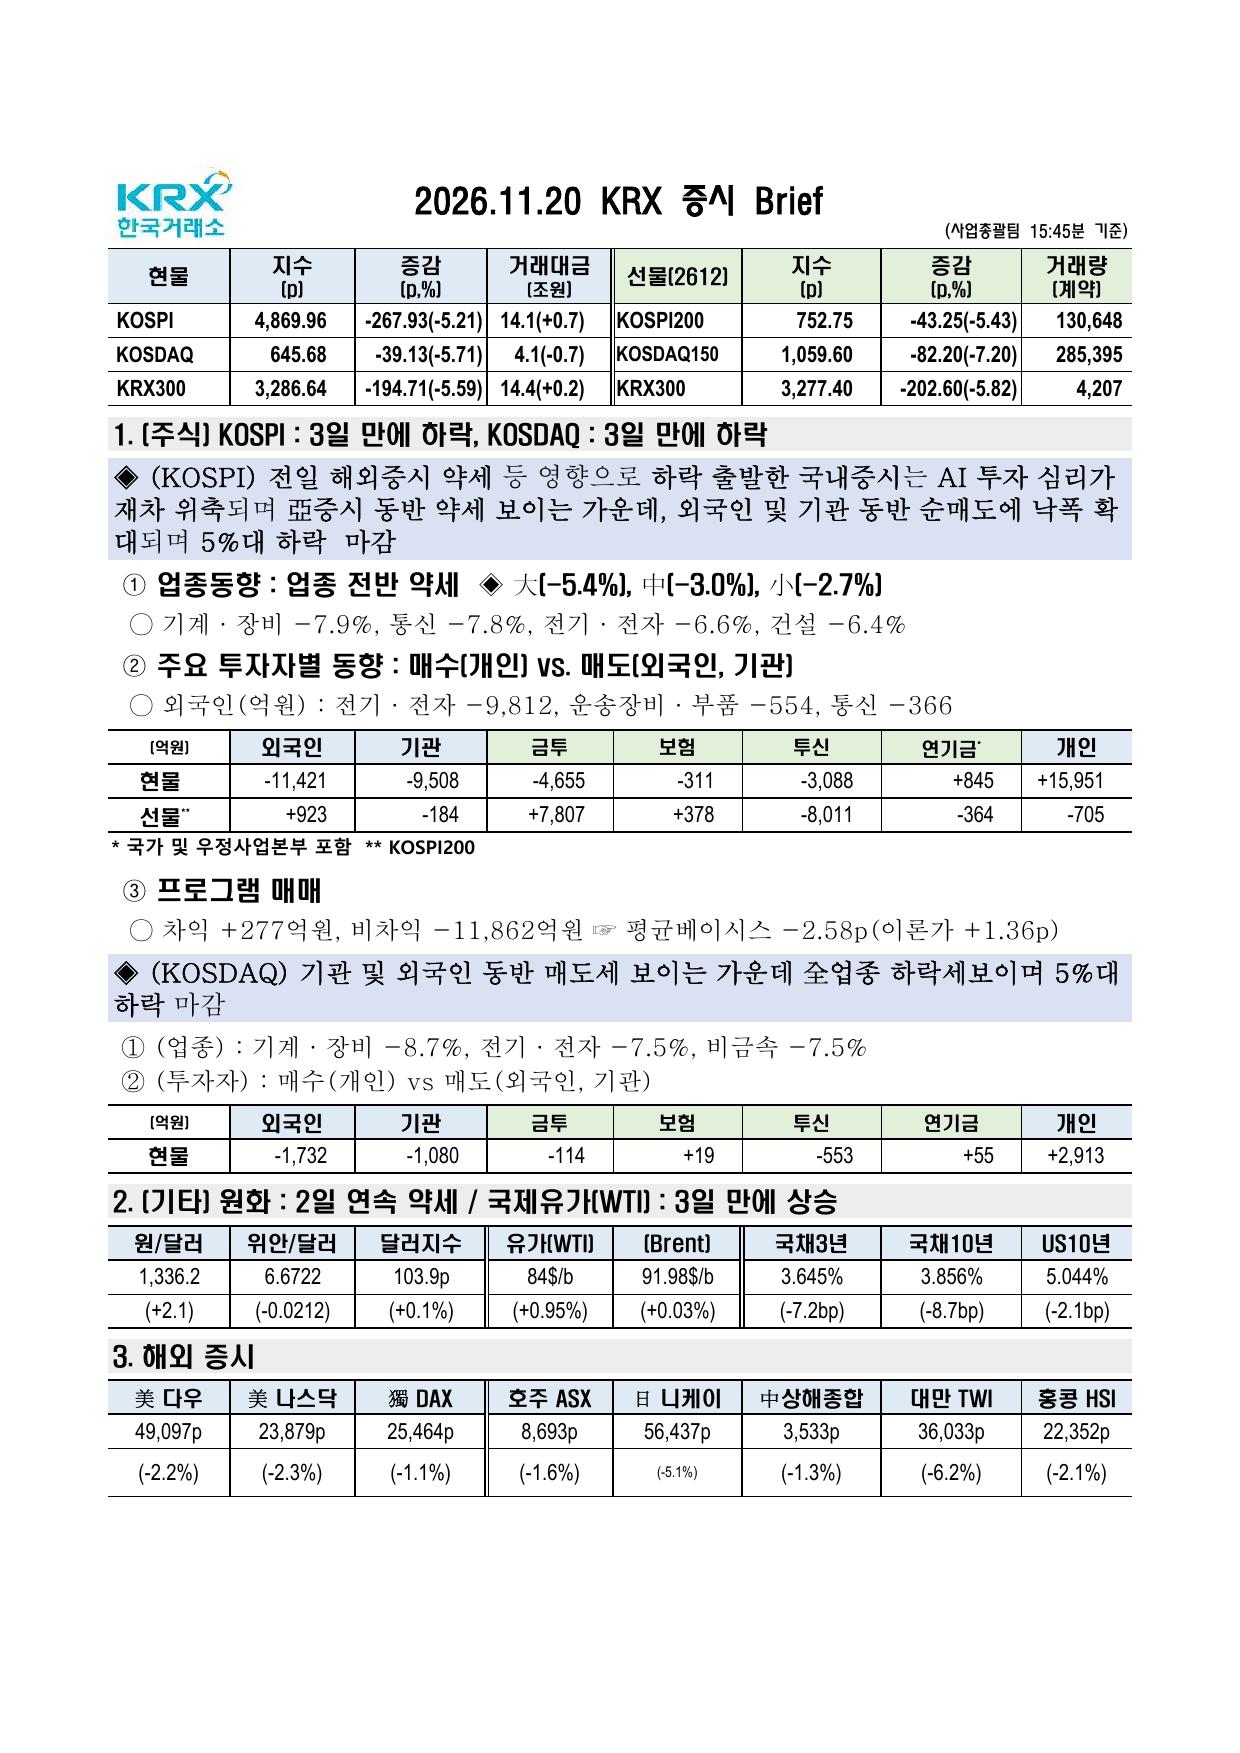 KRX
한국거래소
2026.11.20 KRX 증시 Brief
(사업총괄팀 15:45분 기준)
현물 지수 (p) 증감 (p,%) 거래대금 (조원) 선물(2612) 지수 (p) 증감 (p,%) 거래량 (계약)
KOSPI 4,869.96 -267.93(-5.21) 14.1(+0.7) KOSPI200 752.75 -43.25(-5.43) 130,648
KOSDAQ 645.68 -39.13(-5.71) 4.1(-0.7) KOSDAQ150 1,059.60 -82.20(-7.20) 285,395
KRX300 3,286.64 -194.71(-5.59) 14.4(+0.2) KRX300 3,277.40 -202.60(-5.82) 4,207
1. (주식) KOSPI : 3일 만에 하락, KOSDAQ : 3일 만에 하락
◈ (KOSPI) 전일 해외증시 약세 등 영향으로 하락 출발한 국내증시는 AI 투자 심리가
재차 위축되며 亞증시 동반 약세 보이는 가운데, 외국인 및 기관 동반 순매도에 낙폭 확
대되며 5%대 하락 마감
① 업종동향 : 업종 전반 약세 ◈ 大(-5.4%), 中(-3.0%), 小(-2.7%)
○ 기계 · 장비 -7.9%, 통신 -7.8%, 전기 · 전자 -6.6%, 건설 -6.4%
② 주요 투자자별 동향 : 매수(개인) vs. 매도(외국인, 기관)
○ 외국인(억원) : 전기 · 전자 -9,812, 운송장비 · 부품 -554, 통신 -366
(억원) 외국인 기관 금투 보험 투신 연기금* 개인
현물 -11,421 -9,508 -4,655 -311 -3,088 +845 +15,951
선물** +923 -184 +7,807 +378 -8,011 -364 -705
* 국가 및 우정사업본부 포함 ** KOSPI200
③ 프로그램 매매
○ 차익 +277억원, 비차익 -11,862억원 ☞ 평균베이시스 -2.58p(이론가 +1.36p)
◈ (KOSDAQ) 기관 및 외국인 동반 매도세 보이는 가운데 全업종 하락세보이며 5%대
하락 마감
① (업종) : 기계 · 장비 -8.7%, 전기 · 전자 -7.5%, 비금속 -7.5%
② (투자자) : 매수(개인) vs 매도(외국인, 기관)
(억원) 외국인 기관 금투 보험 투신 연기금 개인
현물 -1,732 -1,080 -114 +19 -553 +55 +2,913
2. (기타) 원화 : 2일 연속 약세 / 국제유가(WTI) : 3일 만에 상승
원/달러 위안/달러 달러지수 유가(WTI) (Brent) 국채3년 국채10년 US10년
1,336.2 6.6722 103.9p 84$/b 91.98$/b 3.645% 3.856% 5.044%
(+2.1) (-0.0212) (+0.1%) (+0.95%) (+0.03%) (-7.2bp) (-8.7bp) (-2.1bp)
3. 해외 증시
美 다우 美 나스닥 獨 DAX 호주 ASX 日 니케이 中상해종합 대만 TWI 홍콩 HSI
49,097p 23,879p 25,464p 8,693p 56,437p 3,533p 36,033p 22,352p
(-2.2%) (-2.3%) (-1.1%) (-1.6%) (-5.1%) (-1.3%) (-6.2%) (-2.1%)